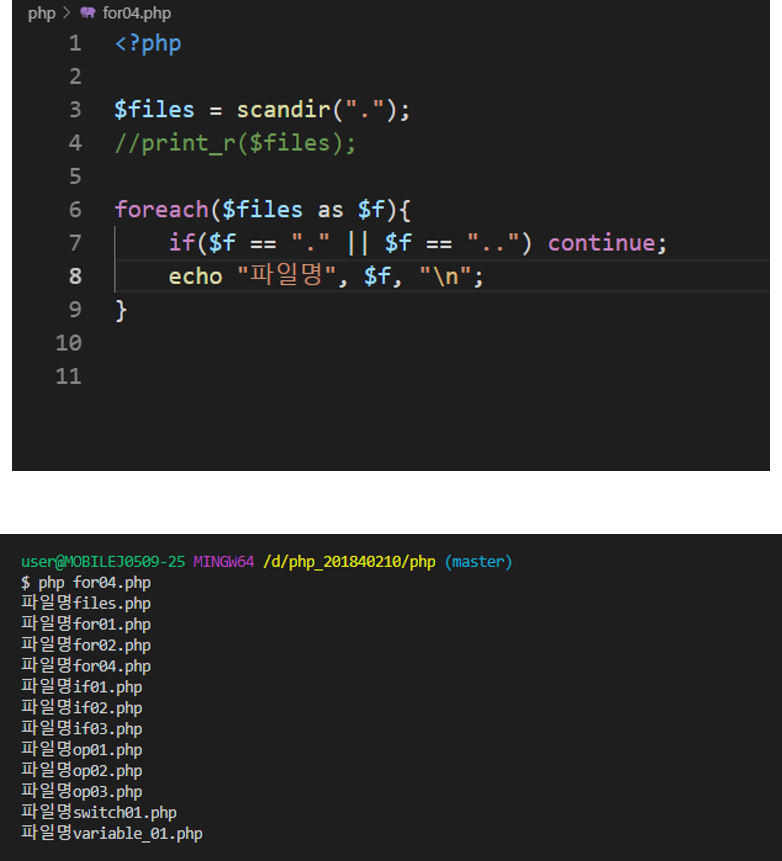 php > for04.php
1 <?php
2
3 $files = scandir(".");
4 //print_r($files);
5
6 foreach($files as $f){
7     if($f == "." || $f == "..") continue;
8     echo "파일명", $f, "\n";
9 }
10
11
user@MOBILEJ0509-25 MINGW64 /d/php_201840210/php (master)
$ php for04.php
파일명files.php
파일명for01.php
파일명for02.php
파일명for04.php
파일명if01.php
파일명if02.php
파일명if03.php
파일명op01.php
파일명op02.php
파일명op03.php
파일명switch01.php
파일명variable_01.php